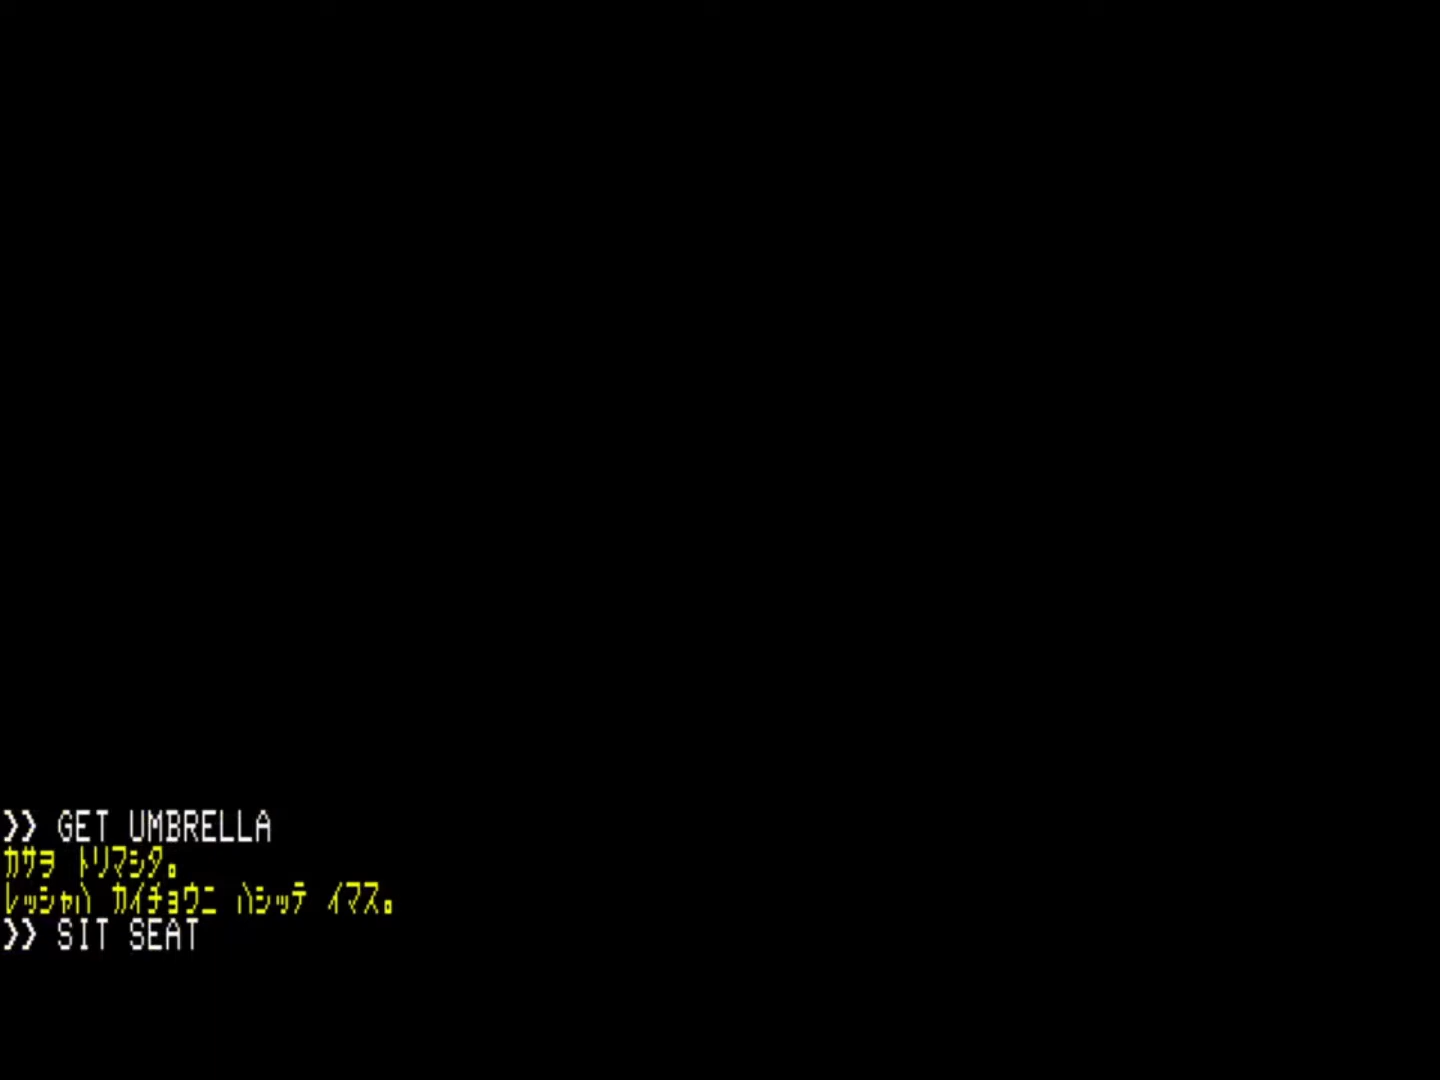 》 GET UMBRELLA
カサヲ トリマシタ。
レッシャハ カイチョウニ ハシッテ イマス。
》 SIT SEAT